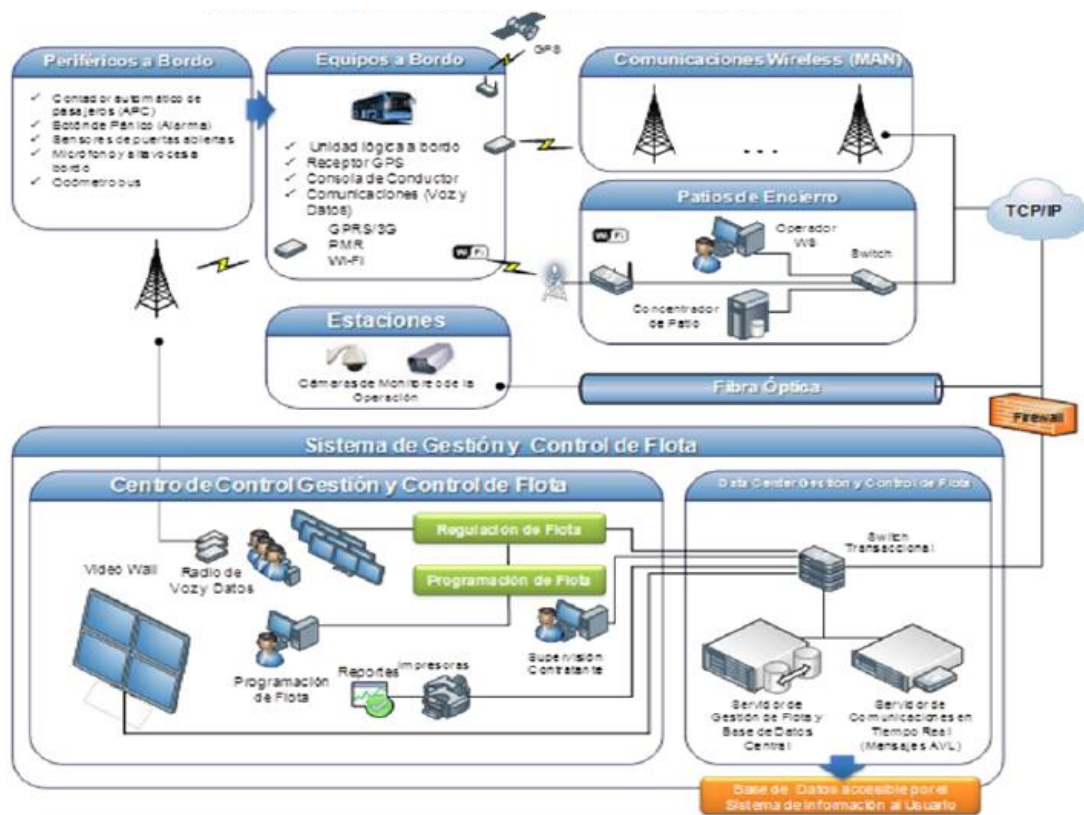 Periféricos a Bordo
✓ Contador automático de
pasajeros (APC)
✓ Botón de Pánico (Alarma)
✓ Sensores de puertas abiertas
✓ Micrófono y altavoces a
bordo
✓ Odómetro bus
Equipos a Bordo
✓ Unidad lógica a bordo
✓ Receptor GPS
✓ Consola de Conductor
✓ Comunicaciones (Voz y
Datos)
GPRS/3G
PMR
WI-FI
Wi Fi
GPS
Comunicaciones Wireless (MAN)
...
Patios de Encierro
Wi Fi
Operador
WS
Switch
Concentrador
de Patio
TCP/IP
Estaciones
Cámaras de Monitoreo de la
Operación
Fibra Óptica
Firewall
Sistema de Gestión y Control de Flota
Centro de Control Gestión y Control de Flota
Regulación de Flota
Programación de Flota
Video Wall
Radio de
Voz y Datos
Programación
de Flota
Reportes
Impresoras
Supervisión
Contratante
Data Center Gestión y Control de Flota
Switch
Transaccional
Servidor de
Gestión de Flota y
Base de Datos
Central
Servidor de
Comunicaciones en
Tiempo Real
(Mensajes AVL)
Base de Datos accesible por el
Sistema de Información al Usuario